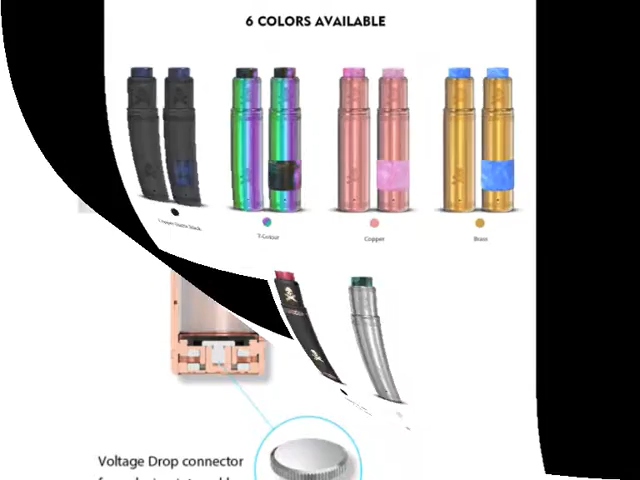 6 COLORS AVAILABLE
7-Colour
Copper
Brass
Voltage Drop connector